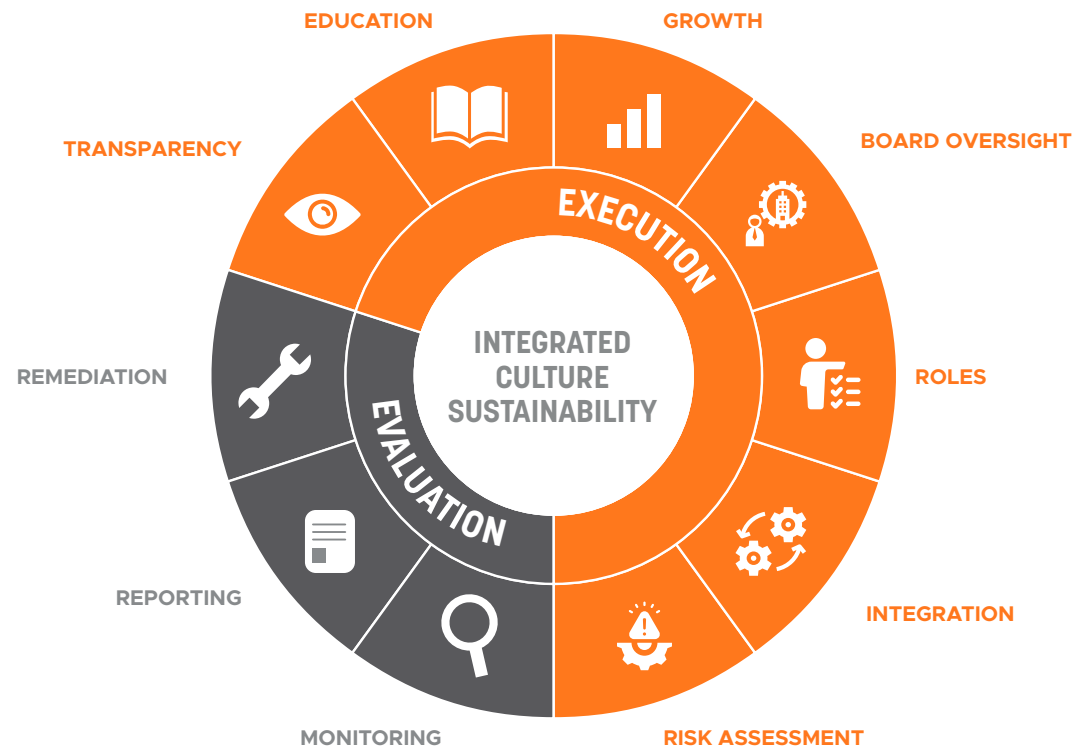 EDUCATION
GROWTH
TRANSPARENCY
BOARD OVERSIGHT
EXECUTION
INTEGRATED
CULTURE
SUSTAINABILITY
REMEDIATION
ROLES
EVALUATION
REPORTING
INTEGRATION
MONITORING
RISK ASSESSMENT